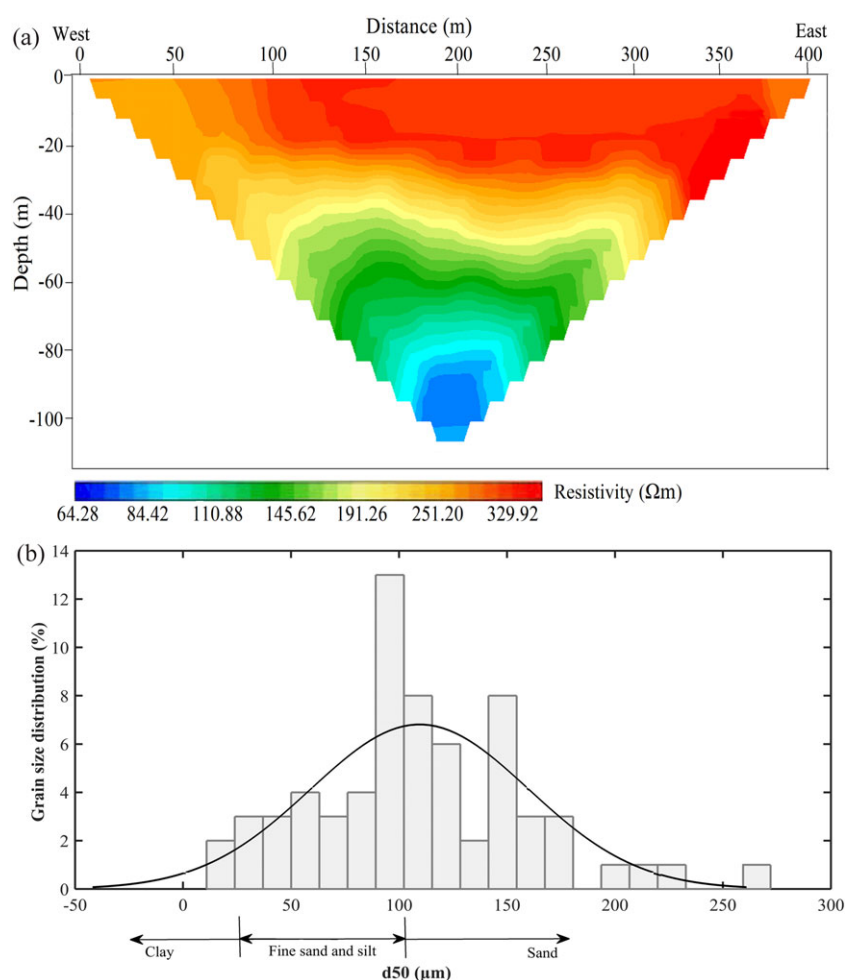 (a)
West Distance (m) East
0 50 100 150 200 250 300 350 400
Depth (m)
0
-20
-40
-60
-80
-100
Resistivity (Ωm)
64.28 84.42 110.88 145.62 191.26 251.20 329.92
(b)
Grain size distribution (%)
14
12
10
8
6
4
2
0
-50 0 50 100 150 200 250 300
Clay Fine sand and silt Sand
d50 (µm)